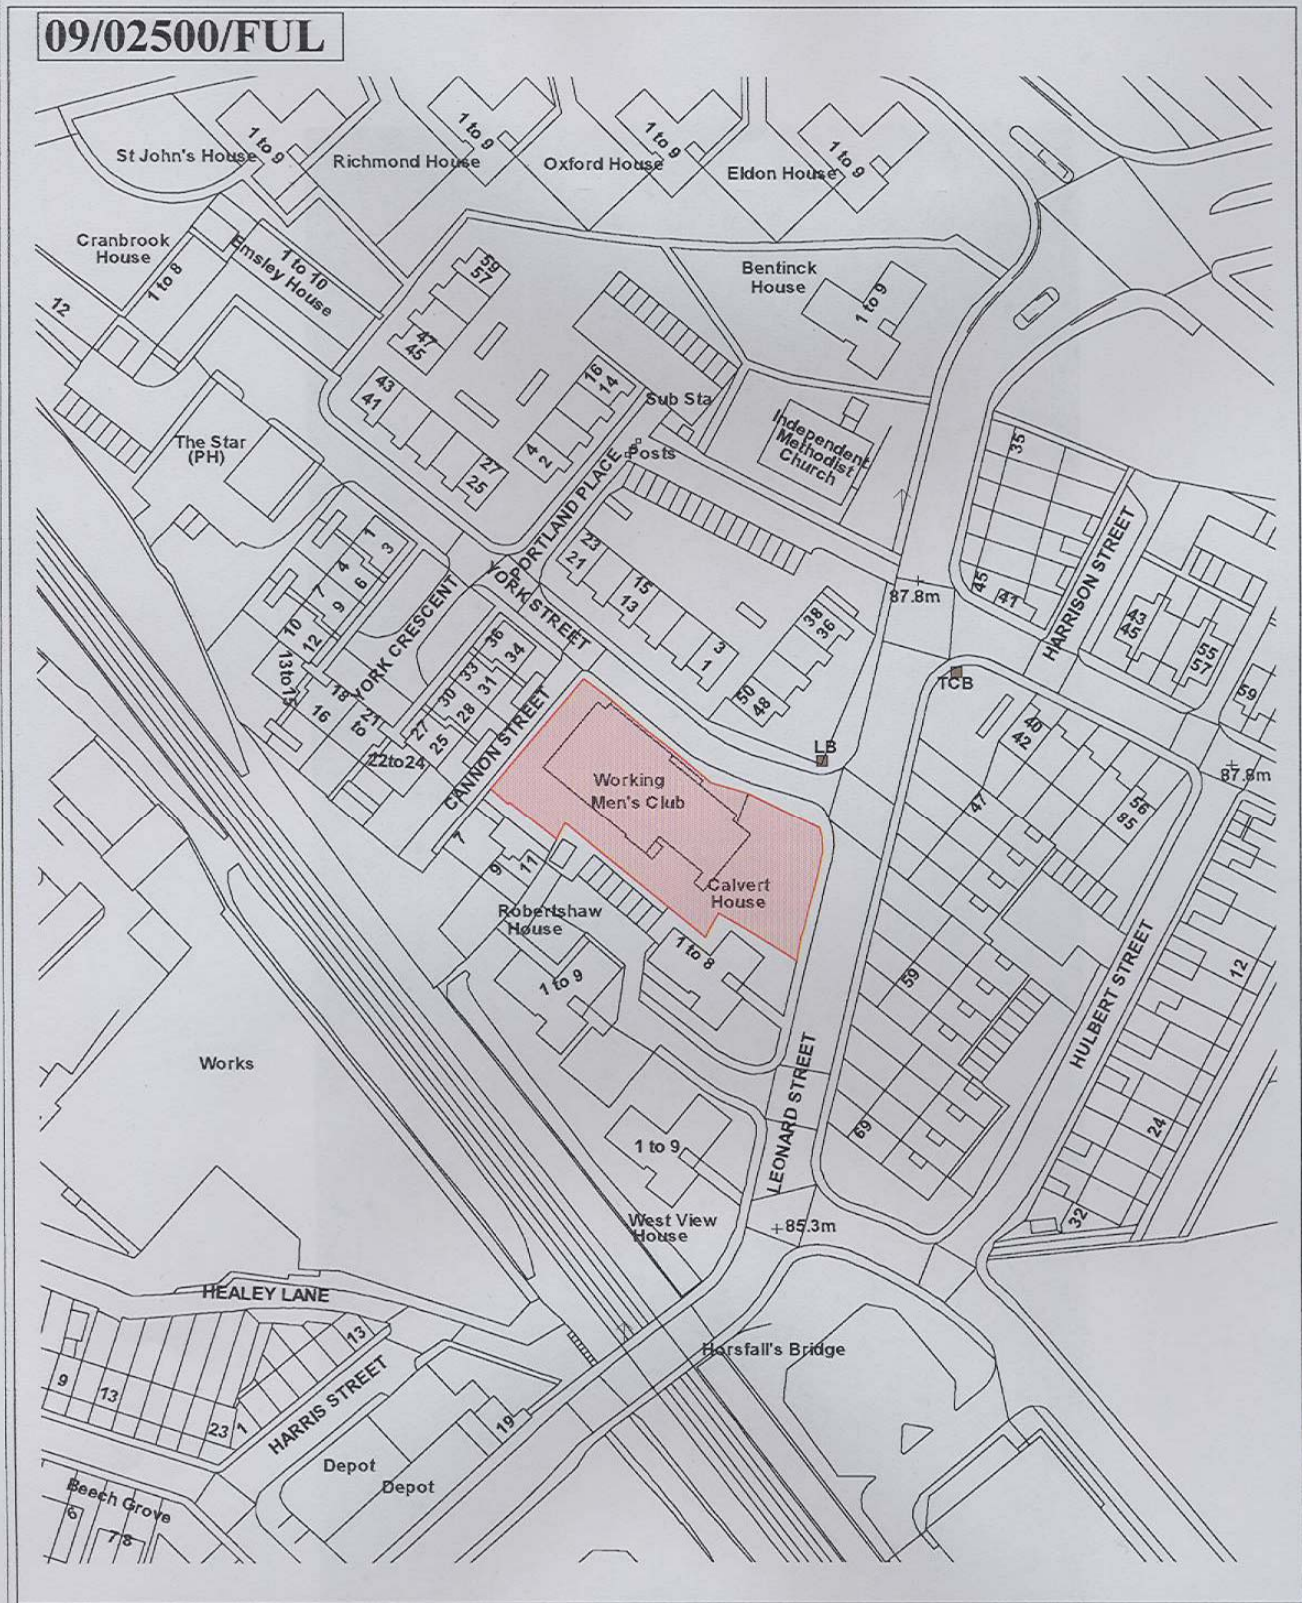 09/02500/FUL
1 to 9
1 to 9
1 to 9
1 to 9
St John's House
Richmond House
Oxford House
Eldon House
Cranbrook
House
1 to 8
Emsley House
1 to 10
12
59
57
47
45
43
41
27
25
16
14
4
2
Bentinck
House
1 to 9
Sub Sta
Posts
Independent
Methodist
Church
The Star
(PH)
PORTLAND PLACE
YORK STREET
YORK CRESCENT
CANNON STREET
HARRISON STREET
35
45
41
43
45
55
57
59
87.8m
TCB
LB
87.8m
1
3
4
6
7
9
10
12
13to15
16
18
21
to
22to24
23
21
15
13
3
1
38
36
50
48
36
34
33
31
30
28
27
25
40
42
47
56
85
Working
Men's Club
Calvert
House
7
9
11
Robertshaw
House
1 to 8
1 to 9
59
69
12
24
32
HULBERT STREET
LEONARD STREET
Works
1 to 9
West View
House
85.3m
HEALEY LANE
HARRIS STREET
Horsfall's Bridge
9
13
23
1
13
19
Depot
Depot
Beech Grove
6
7
8